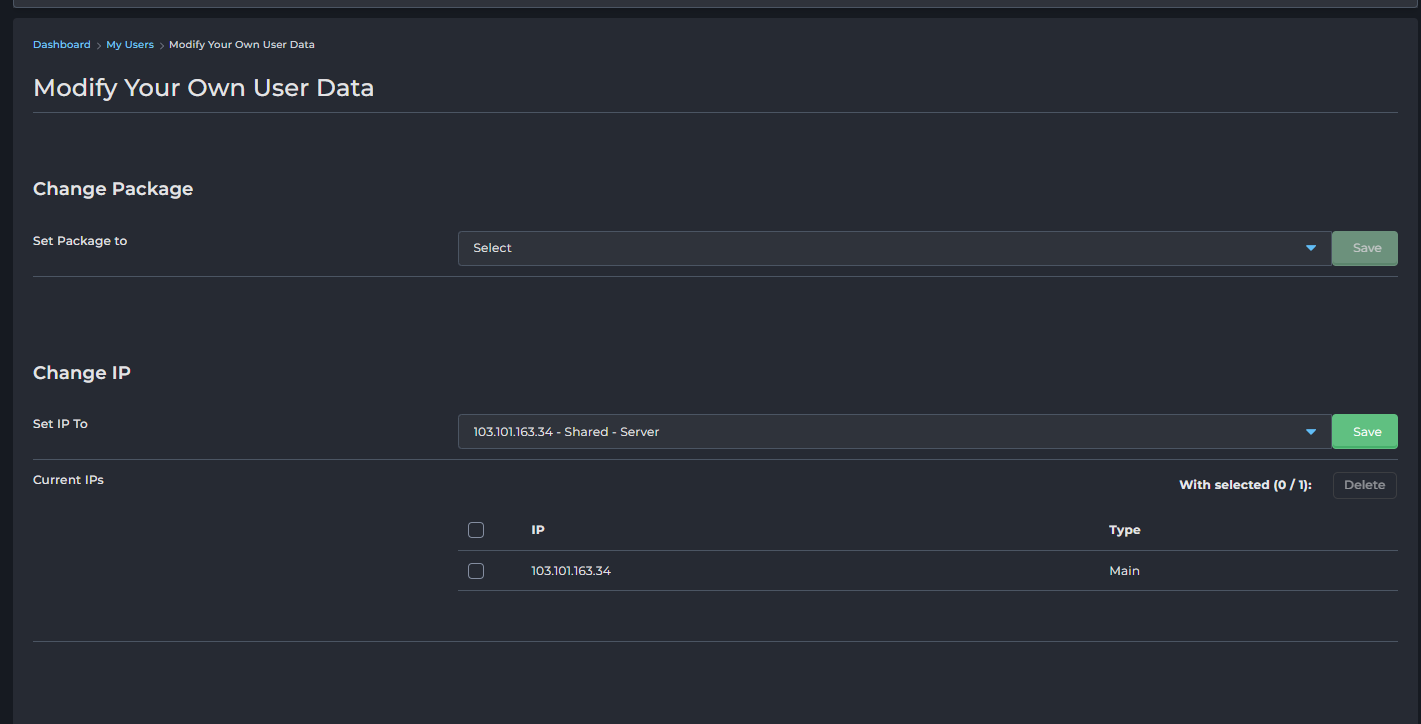 Dashboard > My Users > Modify Your Own User Data
Modify Your Own User Data
Change Package
Set Package to
Select
Save
Change IP
Set IP To
103.101.163.34 - Shared - Server
Save
Current IPs
With selected (0 / 1):
Delete
IP Type
103.101.163.34 Main